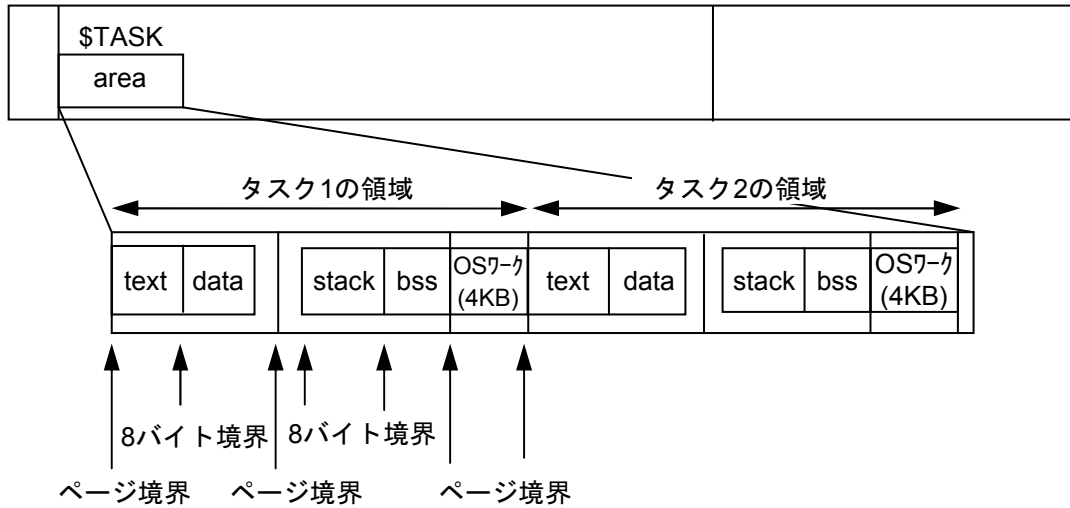 $TASK
area
タスク1の領域
タスク2の領域
text
data
stack
bss
OSﾜｰｸ
(4KB)
text
data
stack
bss
OSﾜｰｸ
(4KB)
8バイト境界
8バイト境界
ページ境界
ページ境界
ページ境界